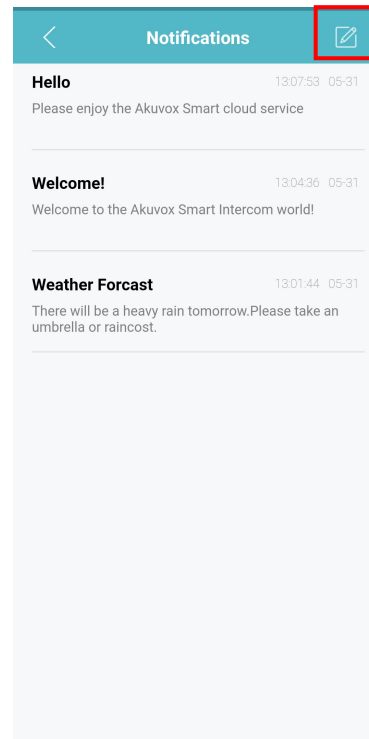 Notifications
Hello 13:07:53 05-31
Please enjoy the Akuvox Smart cloud service
Welcome! 13:04:36 05-31
Welcome to the Akuvox Smart Intercom world!
Weather Forcast 13:01:44 05-31
There will be a heavy rain tomorrow.Please take an
umbrella or raincost.